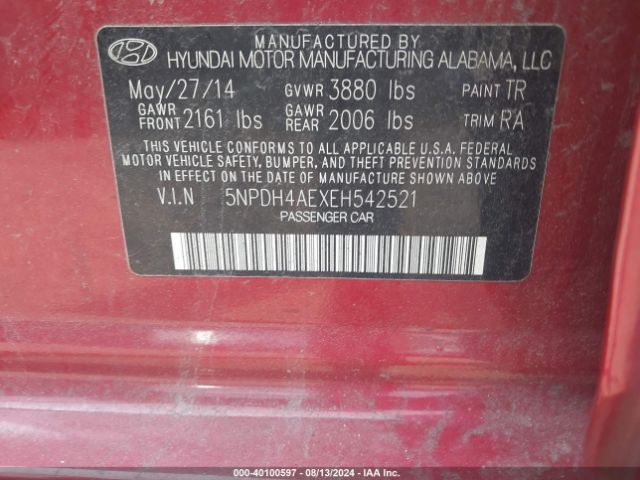 MANUFACTURED BY
HYUNDAI MOTOR MANUFACTURING ALABAMA, LLC
May/27/14 GVWR 3880 lbs PAINT TR
GAWR FRONT 2161 lbs GAWR REAR 2006 lbs TRIM RA
THIS VEHICLE CONFORMS TO ALL APPLICABLE U.S.A. FEDERAL
MOTOR VEHICLE SAFETY, BUMPER, AND THEFT PREVENTION STANDARDS
IN EFFECT ON THE DATE OF MANUFACTURE SHOWN ABOVE.
V.I.N 5NPDH4AEXEH542521
PASSENGER CAR
000-40100597 - 08/13/2024 - IAA Inc.